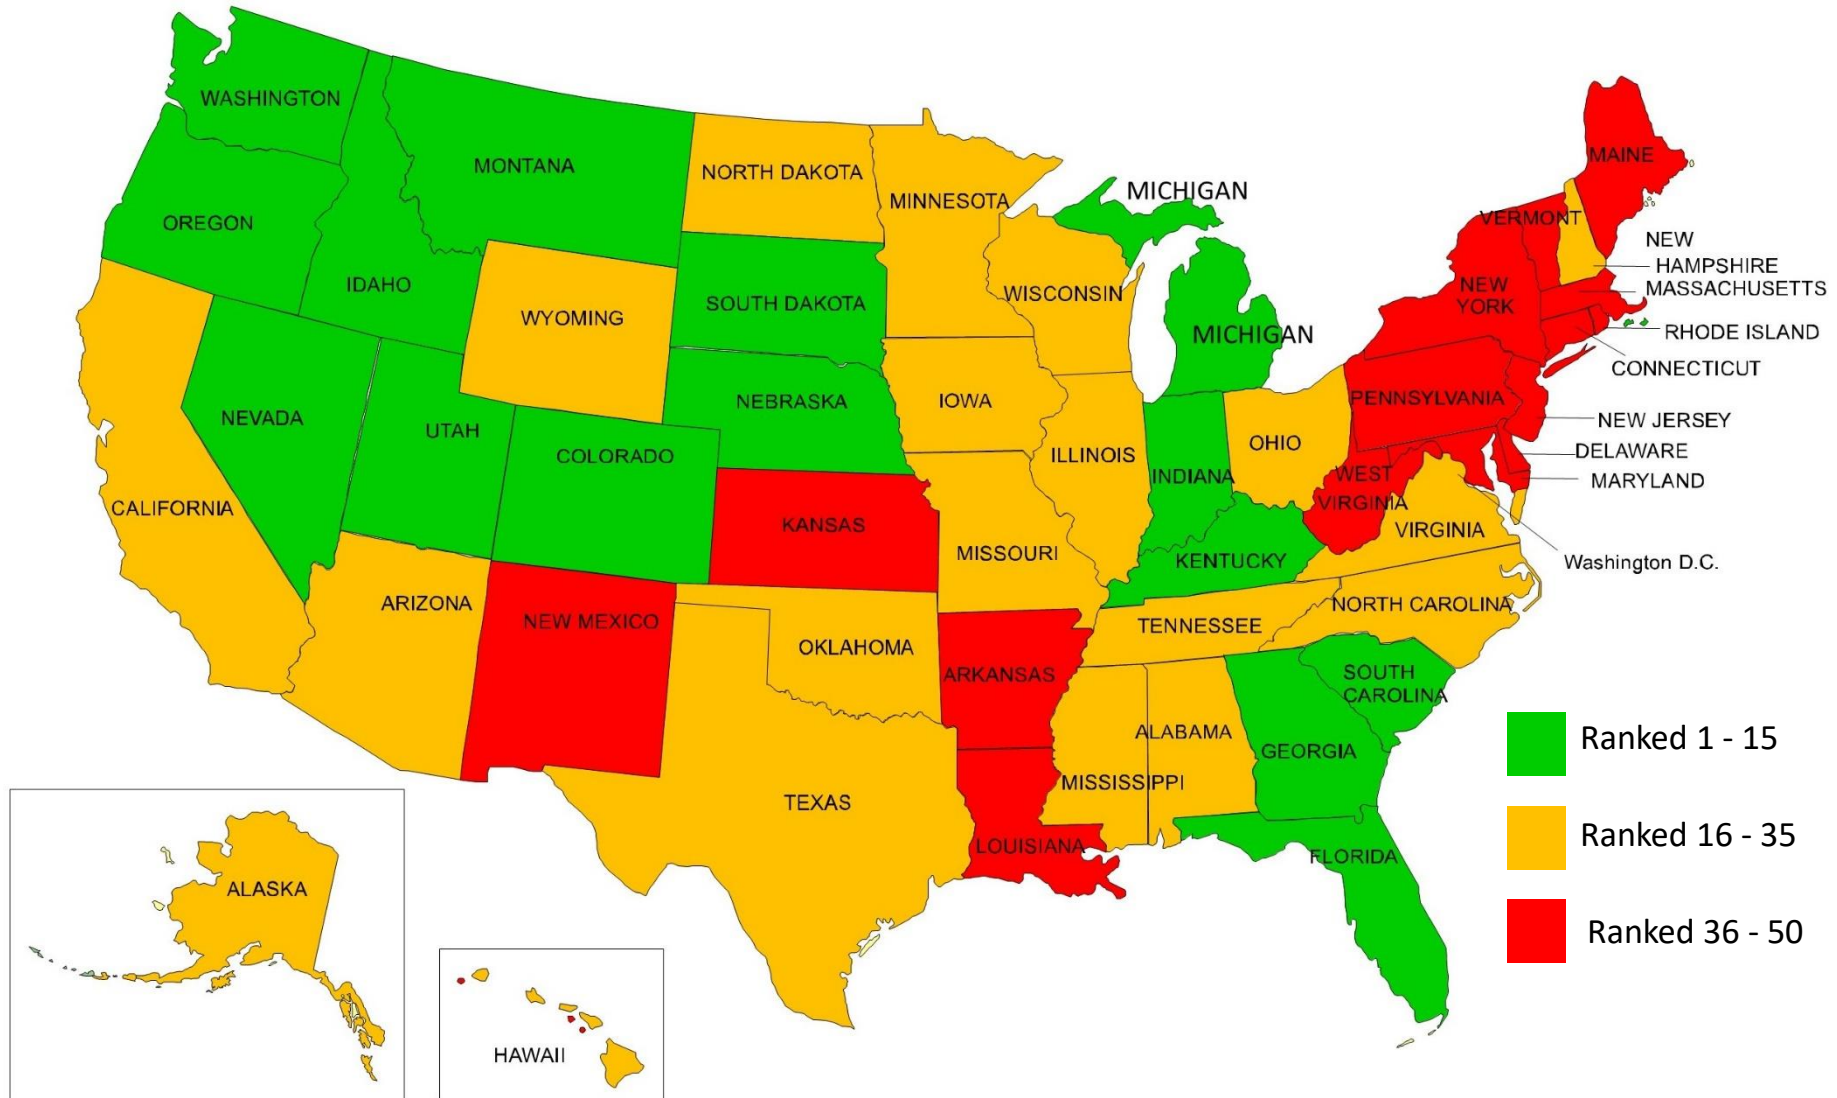 WASHINGTON
MONTANA
NORTH DAKOTA
MINNESOTA
MICHIGAN
MAINE
VERMONT
OREGON
IDAHO
WYOMING
SOUTH DAKOTA
WISCONSIN
MICHIGAN
NEW
YORK
NEW
HAMPSHIRE
MASSACHUSETTS
RHODE ISLAND
CONNECTICUT
NEVADA
UTAH
COLORADO
NEBRASKA
IOWA
ILLINOIS
INDIANA
OHIO
PENNSYLVANIA
NEW JERSEY
DELAWARE
MARYLAND
WEST
VIRGINIA
VIRGINIA
Washington D.C.
CALIFORNIA
KANSAS
MISSOURI
KENTUCKY
ARIZONA
NEW MEXICO
OKLAHOMA
ARKANSAS
TENNESSEE
NORTH CAROLINA
SOUTH
CAROLINA
TEXAS
LOUISIANA
MISSISSIPPI
ALABAMA
GEORGIA
FLORIDA
ALASKA
HAWAII
Ranked 1 - 15
Ranked 16 - 35
Ranked 36 - 50